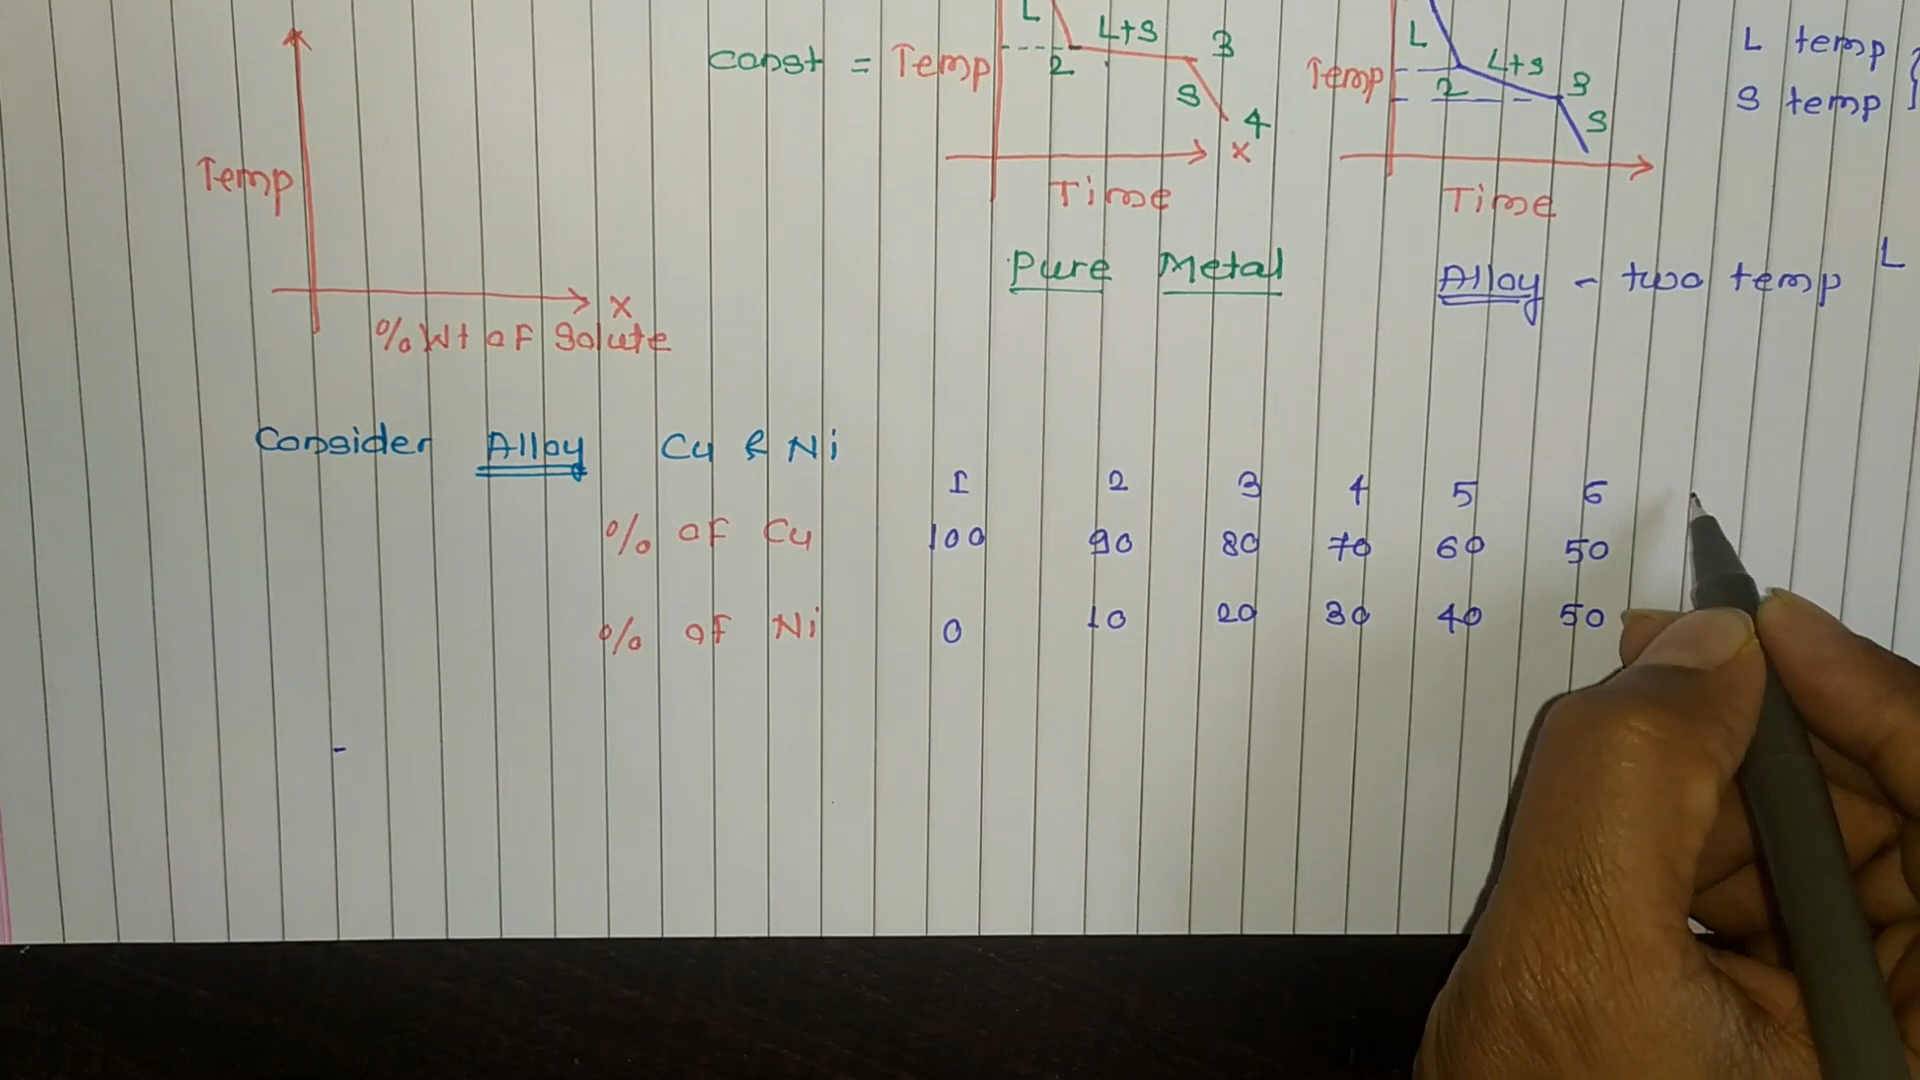 L L+S 3
L L+S 3
L temp
const = Temp 2
Temp 2
S temp
S 4
S
Temp
x
Time
Time
Pure Metal
Alloy - two temp L
x
% Wt of Solute
Consider Alloy Cu & Ni
1 2 3 4 5 6
% of Cu 100 90 80 70 60 50
% of Ni 0 10 20 30 40 50